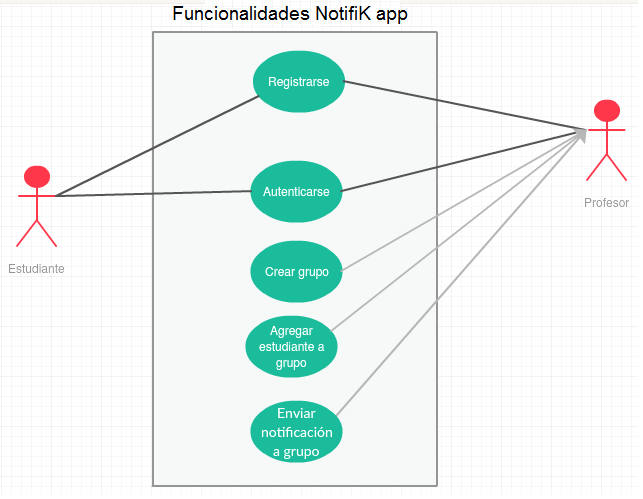 Funcionalidades NotifiK app
Registrarse
Autenticarse
Crear grupo
Agregar
estudiante a
grupo
Enviar
notificación
a grupo
Estudiante
Profesor